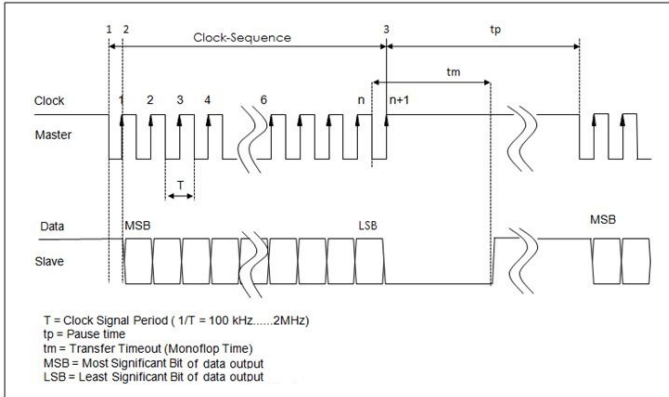 1 2 3
Clock-Sequence tp
tm
Clock 1 2 3 4 6 n n+1
Master
T
Data MSB LSB MSB
Slave
T = Clock Signal Period ( 1/T = 100 kHz......2MHz)
tp = Pause time
tm = Transfer Timeout (Monoflop Time)
MSB = Most Significant Bit of data output
LSB = Least Significant Bit of data output